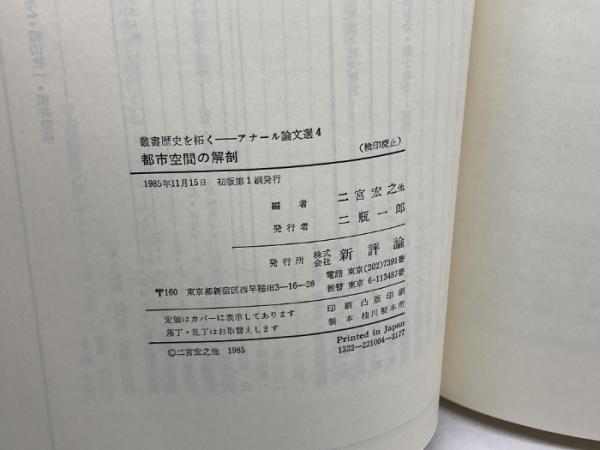 叢書歴史を拓く——アナール論文選4
都市空間の解剖 (検印廃止)
1985年11月15日 初版第1刷発行
編者 二宮宏之他
発行者 二瓶一郎
発行所 株式会社 新評論
〒160 東京都新宿区西早稲田3-16-28
電話 東京(202)7391番
振替 東京 6-113487番
定価はカバーに表示してあります
落丁・乱丁はお取替えします
印刷 凸版印刷
製本 桂川製本所
©二宮宏之他 1985
Printed in Japan
1322-221004-3177